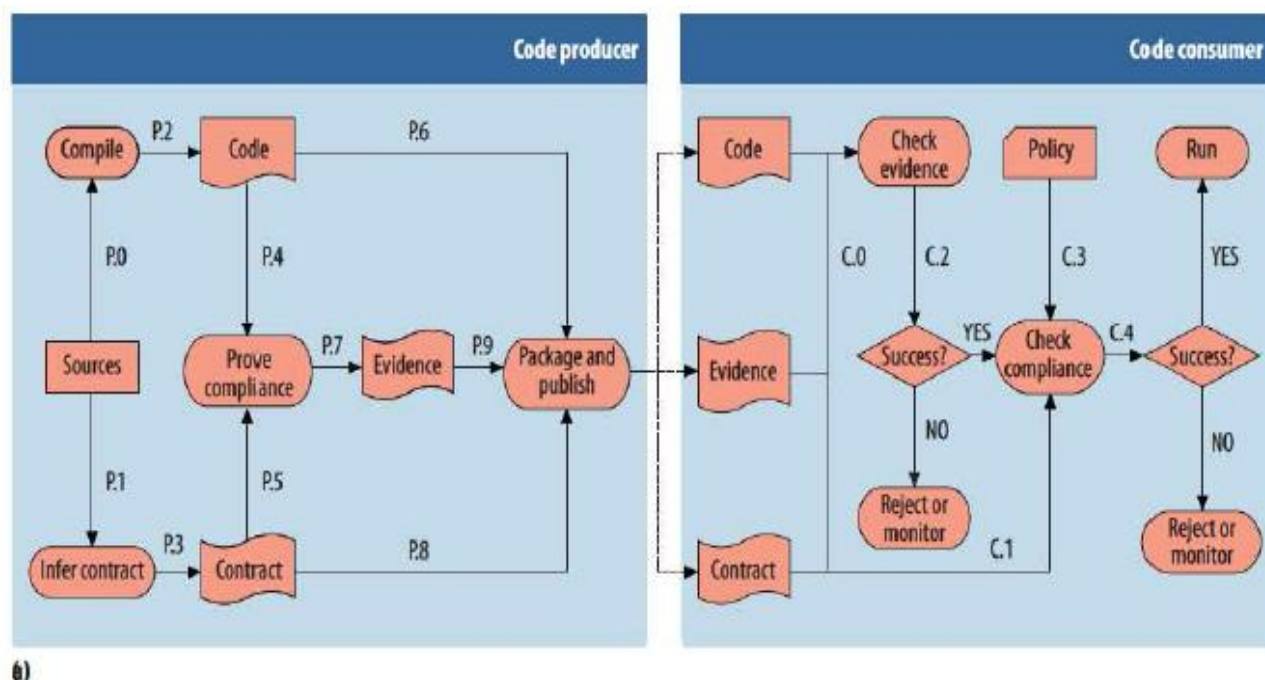 Code producer
Code consumer
Compile
P.2
Code
P.6
P.0
P.4
Sources
Prove
compliance
P.7
Evidence
P.9
Package and
publish
P.1
P.5
Infer contract
P.3
Contract
P.8
Code
Check
evidence
Policy
Run
C.0
C.2
C.3
YES
Evidence
Success?
YES
Check
compliance
C.4
Success?
NO
NO
Reject or
monitor
Reject or
monitor
Contract
C.1